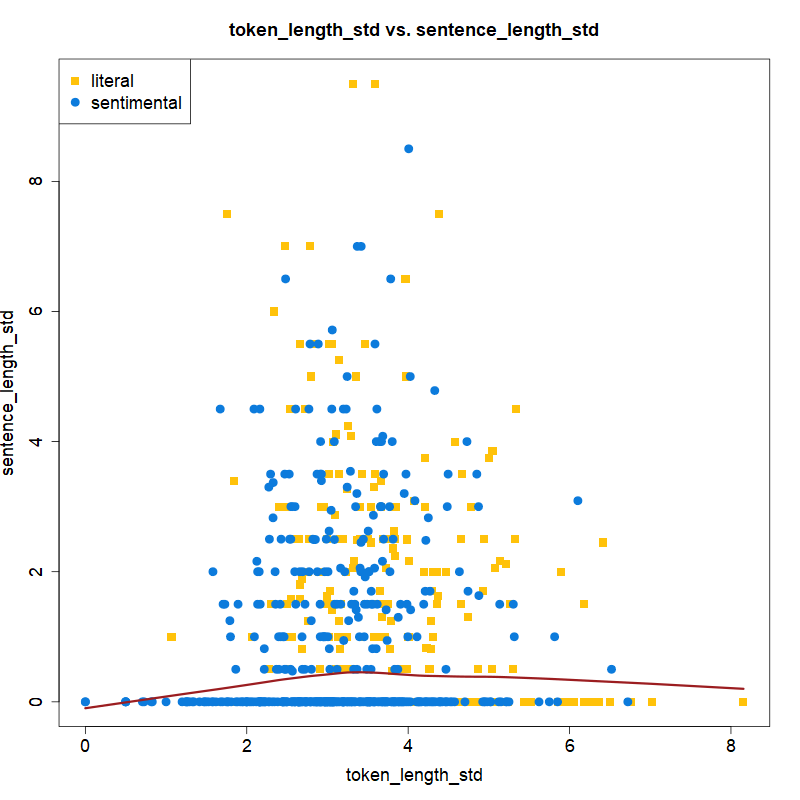 token_length_std vs. sentence_length_std
literal
sentimental
8
6
4
2
0
sentence_length_std
0 2 4 6 8
token_length_std